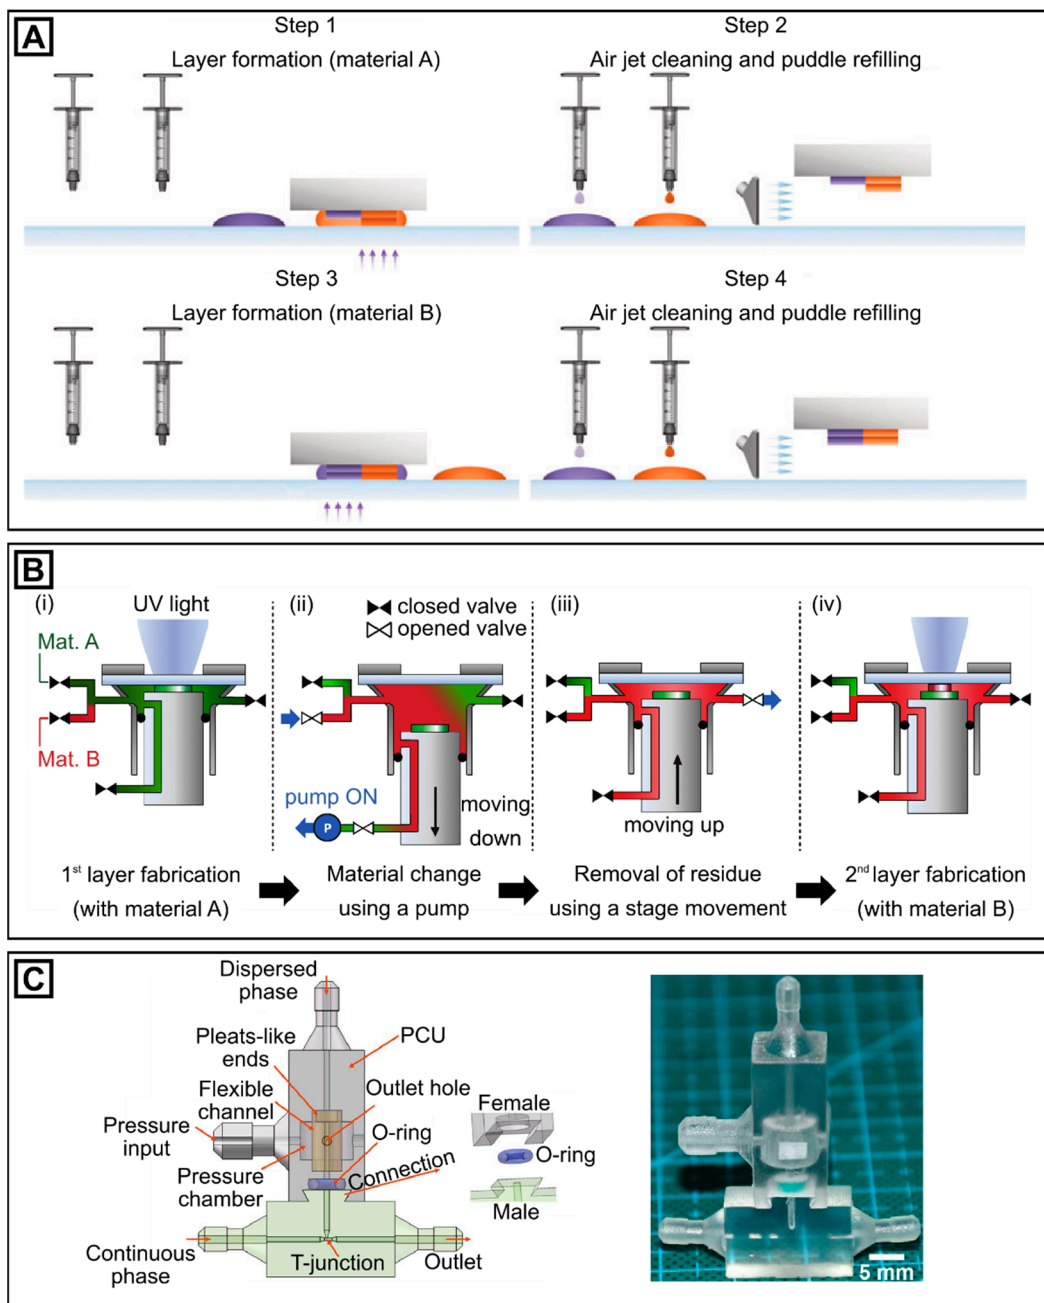 A
Step 1
Layer formation (material A)
Step 2
Air jet cleaning and puddle refilling
Step 3
Layer formation (material B)
Step 4
Air jet cleaning and puddle refilling
B
(i)
UV light
Mat. A
Mat. B
(ii)
closed valve
opened valve
pump ON
P
moving
down
(iii)
moving up
(iv)
1st layer fabrication
(with material A)
Material change
using a pump
Removal of residue
using a stage movement
2nd layer fabrication
(with material B)
C
Dispersed
phase
Pleats-like
ends
PCU
Flexible
channel
Outlet hole
Pressure
input
O-ring
Pressure
chamber
Connection
Female
O-ring
Male
Continuous
phase
T-junction
Outlet
5 mm